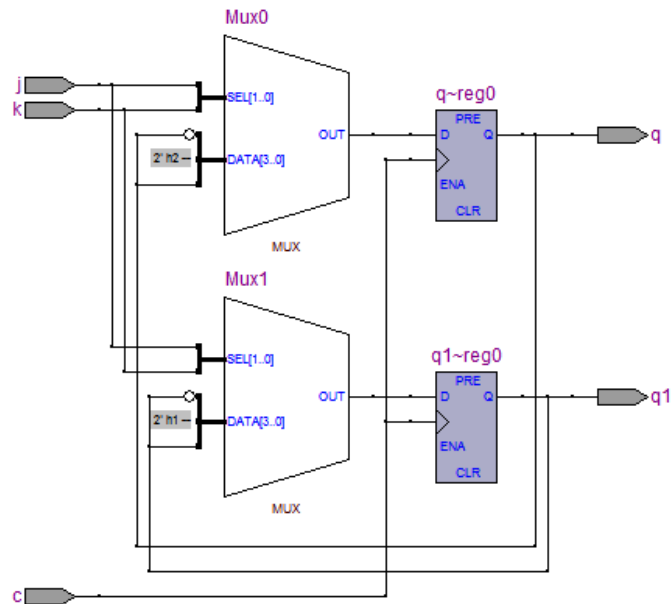 Mux0
j
k
SEL[1..0]
2' h2
DATA[3..0]
OUT
MUX
q~reg0
PRE
D
Q
ENA
CLR
q
Mux1
SEL[1..0]
2' h1
DATA[3..0]
OUT
MUX
q1~reg0
PRE
D
Q
ENA
CLR
q1
c